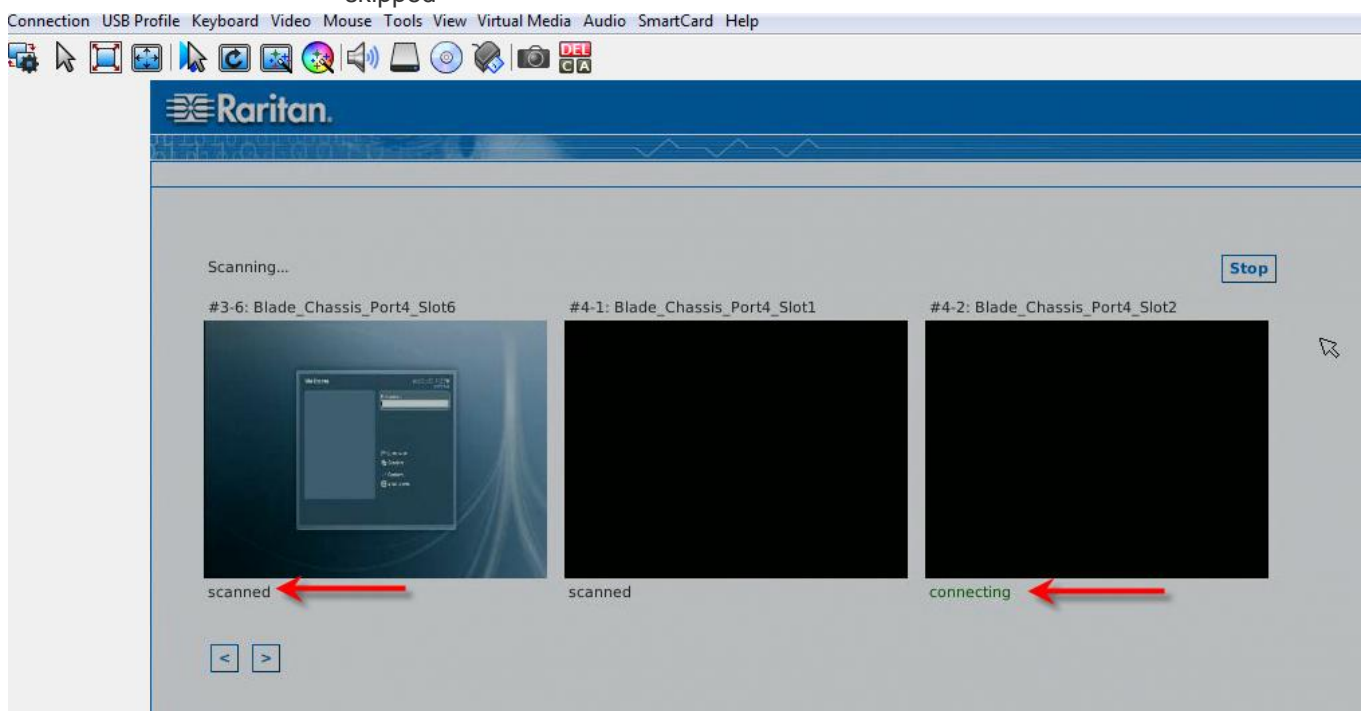 skipped
Connection USB Profile Keyboard Video Mouse Tools View Virtual Media Audio SmartCard Help
DEL
C A
Raritan.
Scanning...
Stop
#3-6: Blade_Chassis_Port4_Slot6
#4-1: Blade_Chassis_Port4_Slot1
#4-2: Blade_Chassis_Port4_Slot2
Welcome
scanned
scanned
connecting
< >